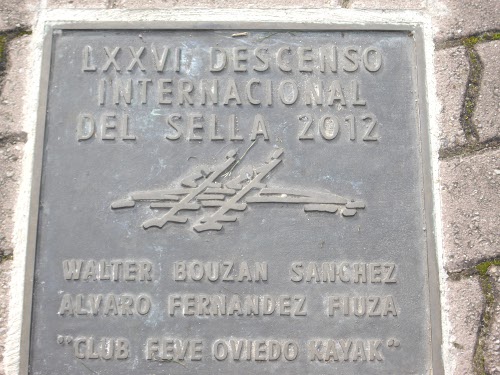 LXXVI DESCENSO
INTERNACIONAL
DEL SELLA 2012
WALTER BOUZAN SANCHEZ
ALVARO FERNANDEZ FIUZA
"CLUB FEVE OVIEDO KAYAK"